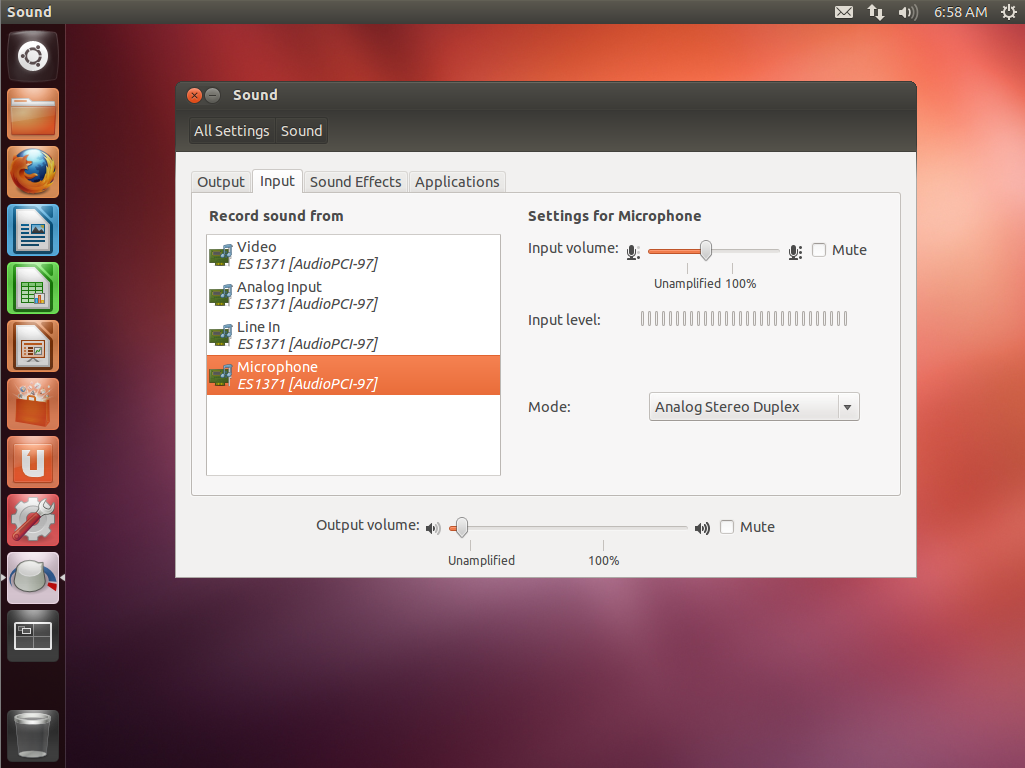 Sound
6:58 AM
Sound
All Settings Sound
Output Input Sound Effects Applications
Record sound from
Video
ES1371 [AudioPCI-97]
Analog Input
ES1371 [AudioPCI-97]
Line In
ES1371 [AudioPCI-97]
Microphone
ES1371 [AudioPCI-97]
Settings for Microphone
Input volume: Mute
Unamplified 100%
Input level:
Mode: Analog Stereo Duplex
Output volume: Mute
Unamplified 100%